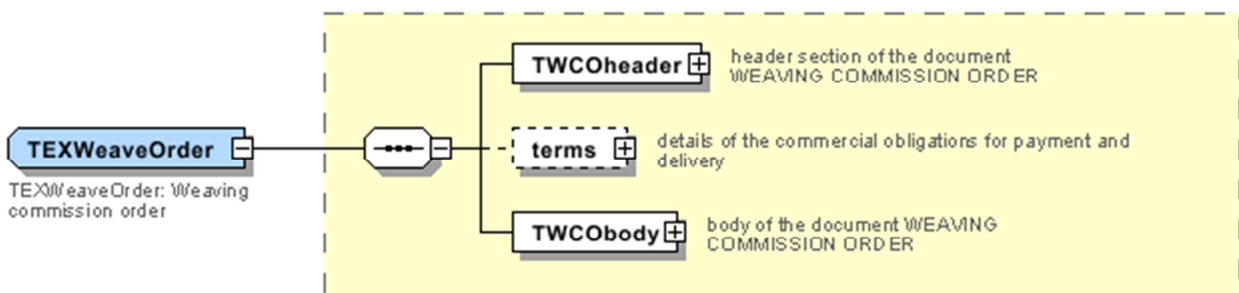 TWCOheader
header section of the document
WEAVING COMMISSION ORDER
TEXWeaveOrder
TEXWeaveOrder: Weaving
commission order
terms
details of the commercial obligations for payment and
delivery
TWCObody
body of the document WEAVING
COMMISSION ORDER